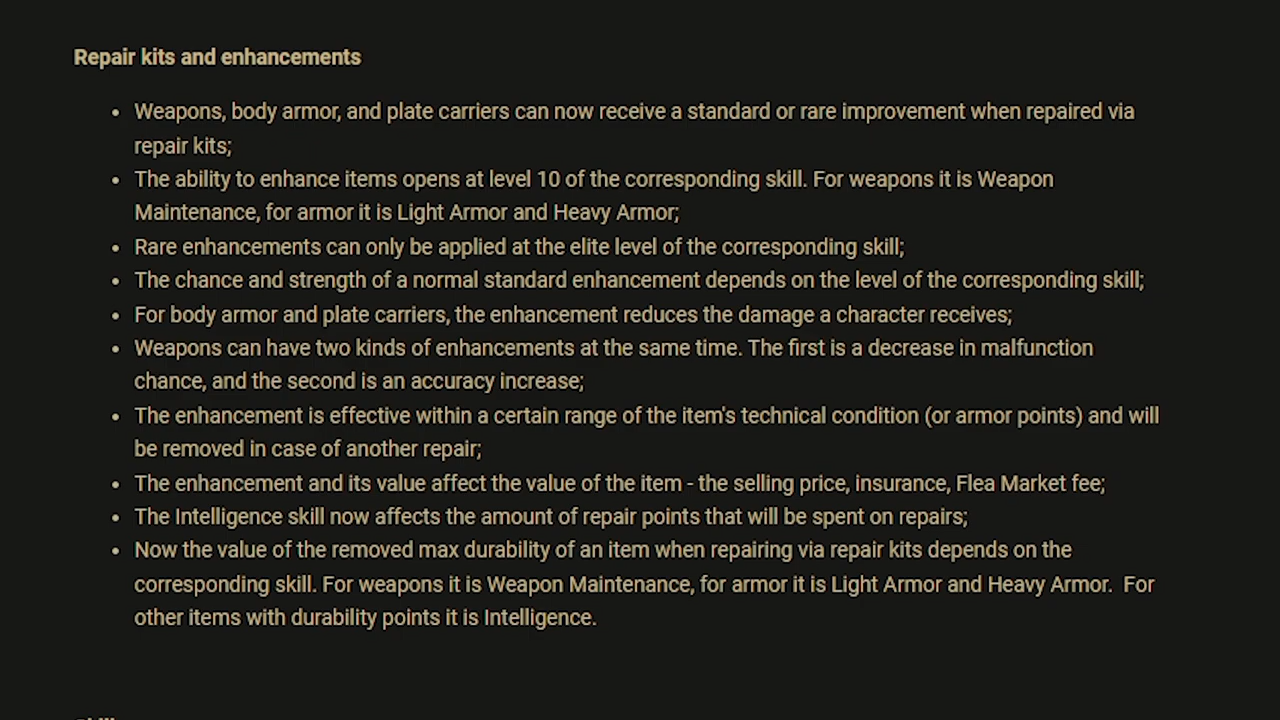 Repair kits and enhancements
• Weapons, body armor, and plate carriers can now receive a standard or rare improvement when repaired via
repair kits;
• The ability to enhance items opens at level 10 of the corresponding skill. For weapons it is Weapon
Maintenance, for armor it is Light Armor and Heavy Armor;
• Rare enhancements can only be applied at the elite level of the corresponding skill;
• The chance and strength of a normal standard enhancement depends on the level of the corresponding skill;
• For body armor and plate carriers, the enhancement reduces the damage a character receives;
• Weapons can have two kinds of enhancements at the same time. The first is a decrease in malfunction
chance, and the second is an accuracy increase;
• The enhancement is effective within a certain range of the item's technical condition (or armor points) and will
be removed in case of another repair;
• The enhancement and its value affect the value of the item - the selling price, insurance, Flea Market fee;
• The Intelligence skill now affects the amount of repair points that will be spent on repairs;
• Now the value of the removed max durability of an item when repairing via repair kits depends on the
corresponding skill. For weapons it is Weapon Maintenance, for armor it is Light Armor and Heavy Armor.  For
other items with durability points it is Intelligence.